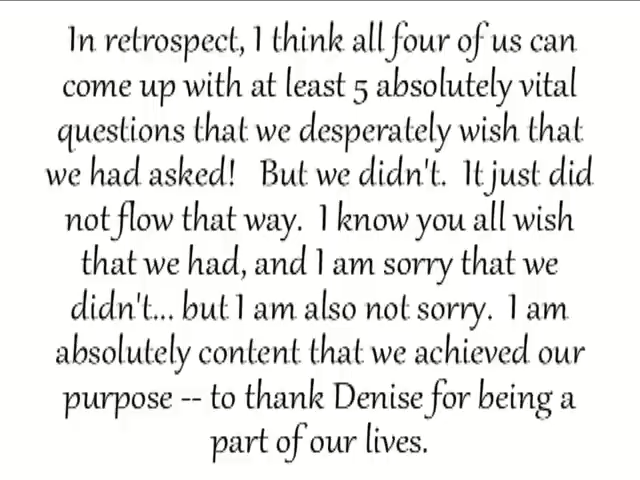 In retrospect, I think all four of us can
come up with at least 5 absolutely vital
questions that we desperately wish that
we had asked!   But we didn't.  It just did
not flow that way.  I know you all wish
that we had, and I am sorry that we
didn't... but I am also not sorry.  I am
absolutely content that we achieved our
purpose -- to thank Denise for being a
part of our lives.